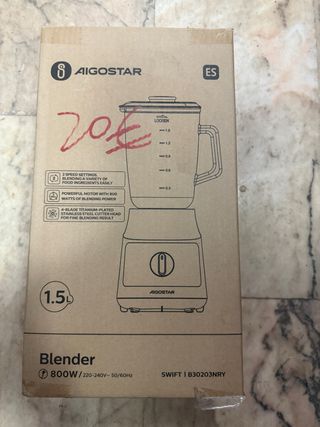 AIGOSTAR
ES
20€
LOCK
1.5
1.2
0.9
0.6
0.3
2 SPEED SETTINGS,
BLENDING A VARIETY OF
FOOD INGREDIENTS EASILY
POWERFUL MOTOR WITH 800
WATTS OF BLENDING POWER
4-BLADE TITANIUM-PLATED
STAINLESS STEEL CUTTER HEAD
FOR FINE BLENDING RESULT
AIGOSTAR
1.5L
Blender
800W / 220-240V~ 50/60Hz
SWIFT | 830203NRY